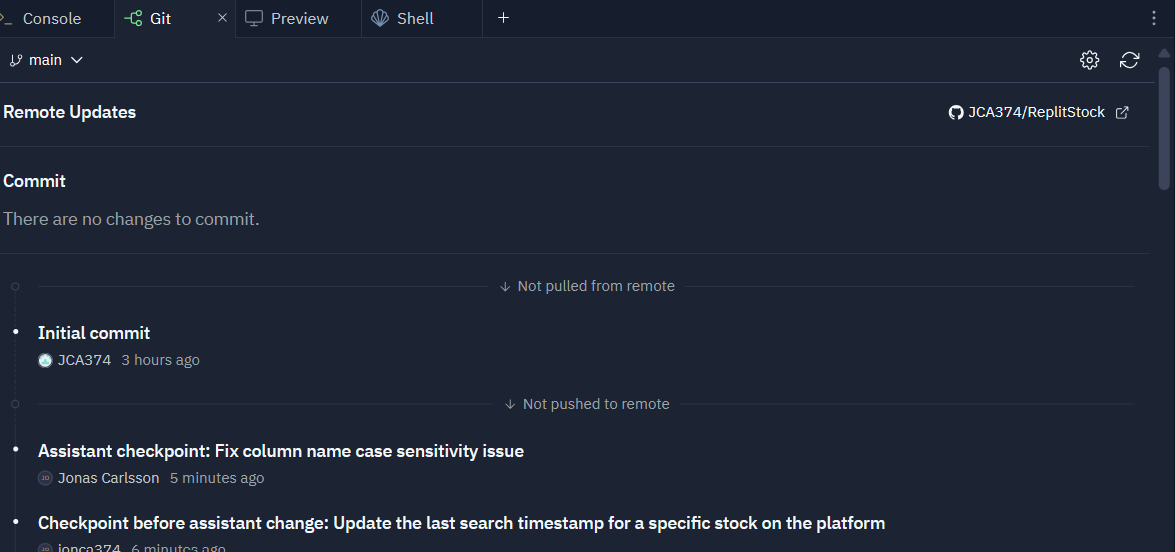 >_ Console Git × Preview Shell +
main
Remote Updates JCA374/ReplitStock
Commit
There are no changes to commit.
↓ Not pulled from remote
Initial commit
JCA374 3 hours ago
↓ Not pushed to remote
Assistant checkpoint: Fix column name case sensitivity issue
JD Jonas Carlsson 5 minutes ago
Checkpoint before assistant change: Update the last search timestamp for a specific stock on the platform
jonca374 6 minutes ago